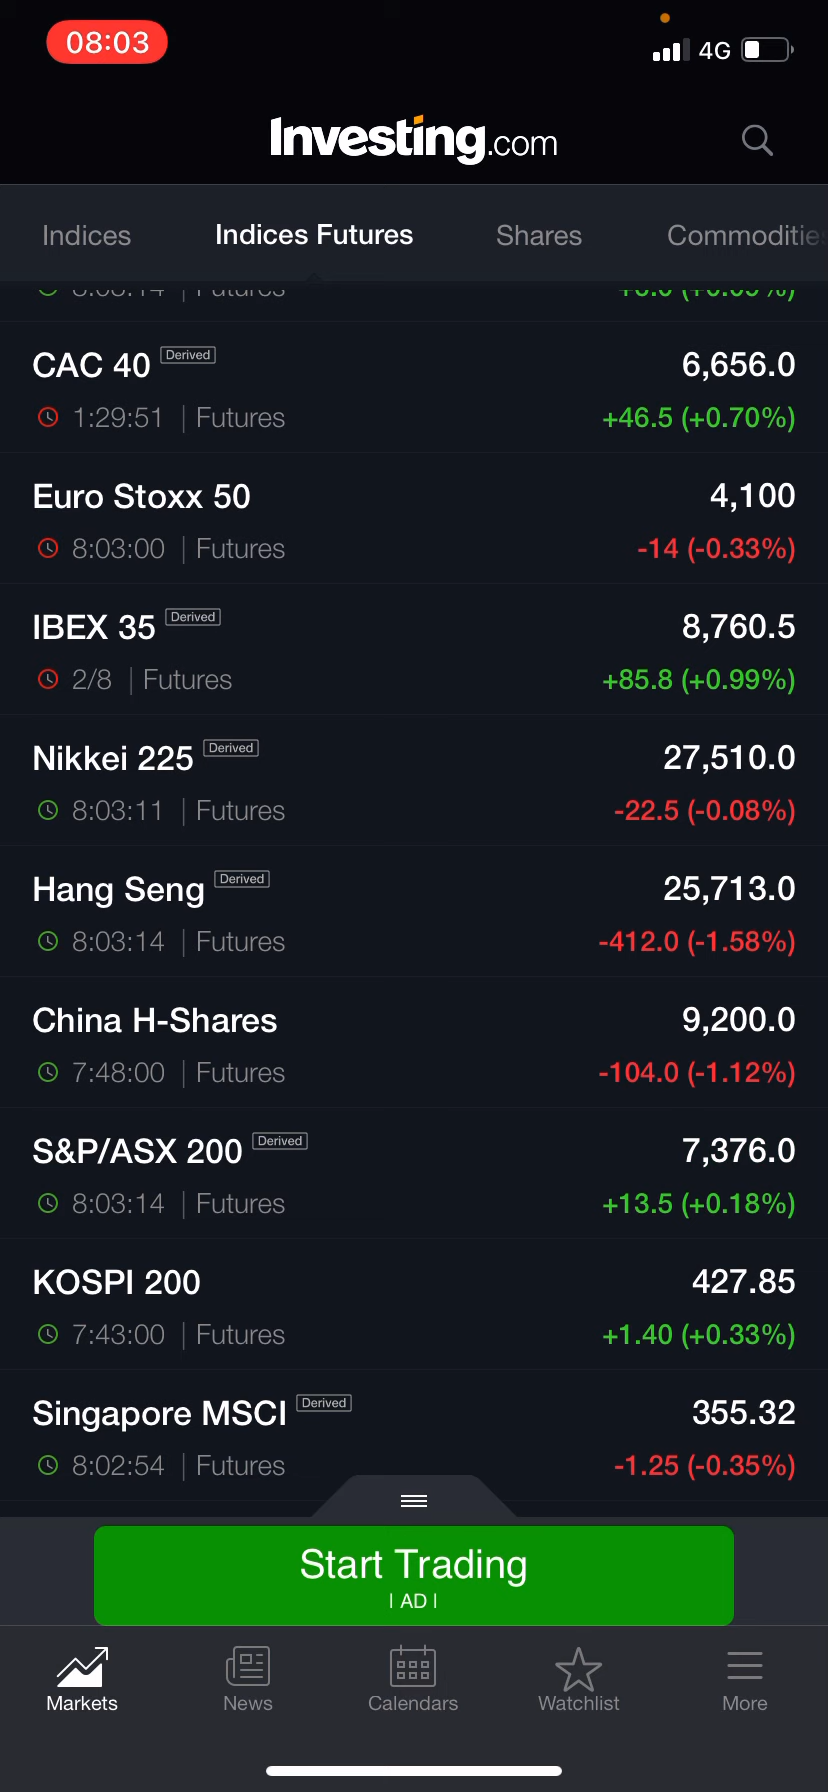 08:03
4G
Investing.com
Indices
Indices Futures
Shares
Commodities
CAC 40 Derived
6,656.0
1:29:51 | Futures
+46.5 (+0.70%)
Euro Stoxx 50
4,100
8:03:00 | Futures
-14 (-0.33%)
IBEX 35 Derived
8,760.5
2/8 | Futures
+85.8 (+0.99%)
Nikkei 225 Derived
27,510.0
8:03:11 | Futures
-22.5 (-0.08%)
Hang Seng Derived
25,713.0
8:03:14 | Futures
-412.0 (-1.58%)
China H-Shares
9,200.0
7:48:00 | Futures
-104.0 (-1.12%)
S&P/ASX 200 Derived
7,376.0
8:03:14 | Futures
+13.5 (+0.18%)
KOSPI 200
427.85
7:43:00 | Futures
+1.40 (+0.33%)
Singapore MSCI Derived
355.32
8:02:54 | Futures
-1.25 (-0.35%)
Start Trading
| AD |
Markets
News
Calendars
Watchlist
More